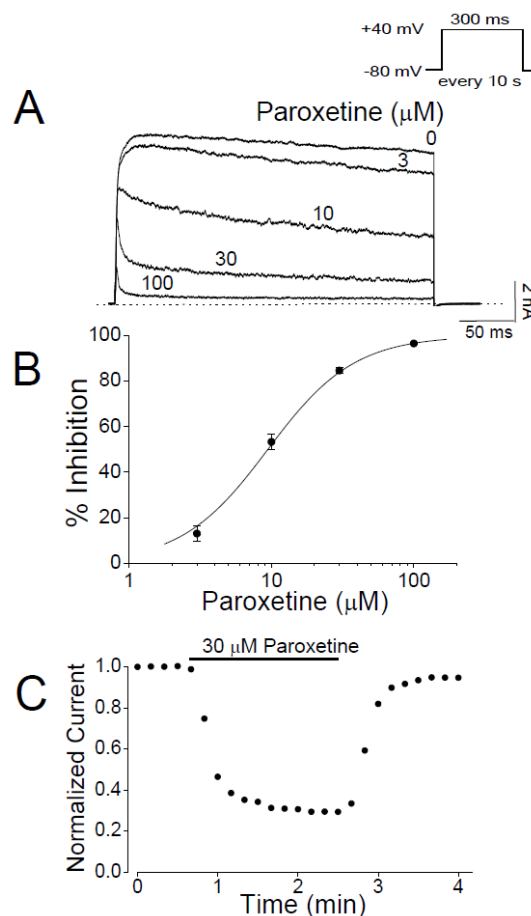 300 ms
+40 mV
-80 mV
every 10 s
A
Paroxetine (μM)
0
3
10
30
100
2 nA
50 ms
B
100
80
60
40
20
0
% Inhibition
1 10 100
Paroxetine (μM)
C
30 μM Paroxetine
1.0
0.8
0.6
0.4
0.2
0.0
Normalized Current
0 1 2 3 4
Time (min)